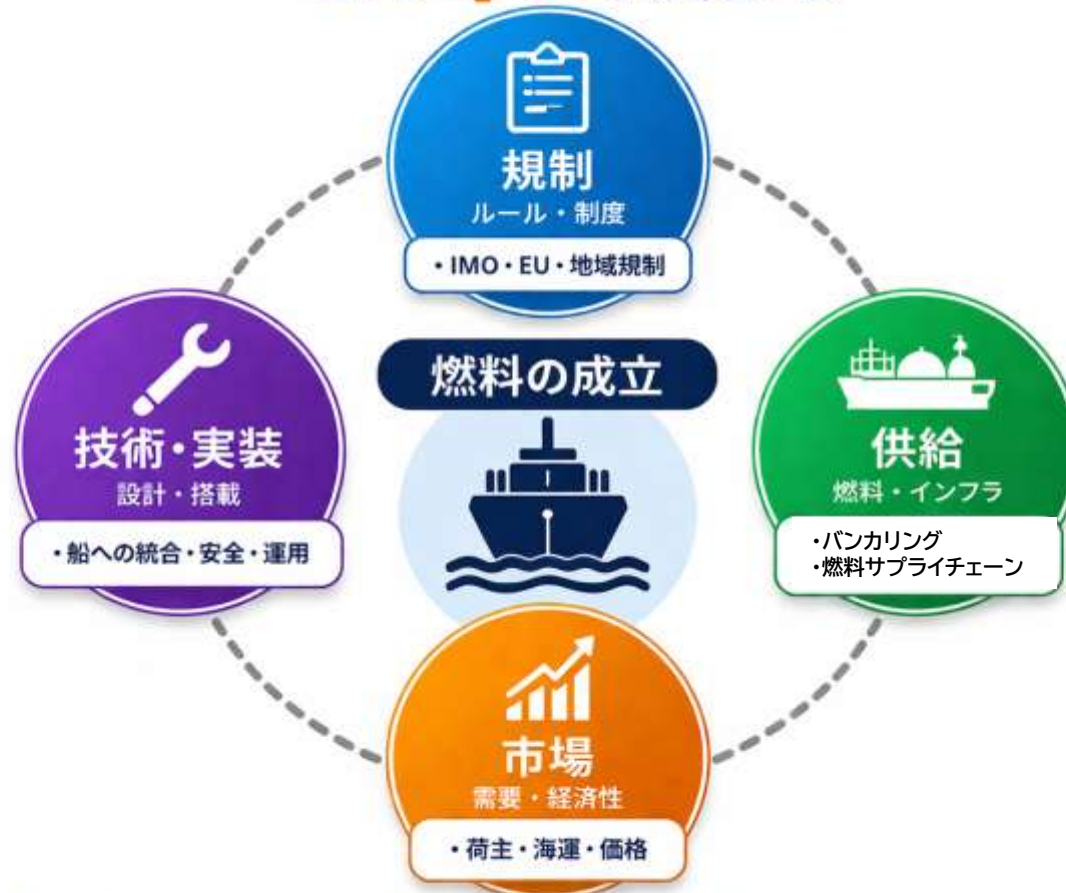 規制
ルール・制度
・IMO・EU・地域規制
燃料の成立
技術・実装
設計・搭載
・船への統合・安全・運用
供給
燃料・インフラ
・バンカリング
・燃料サプライチェーン
市場
需要・経済性
・荷主・海運・価格